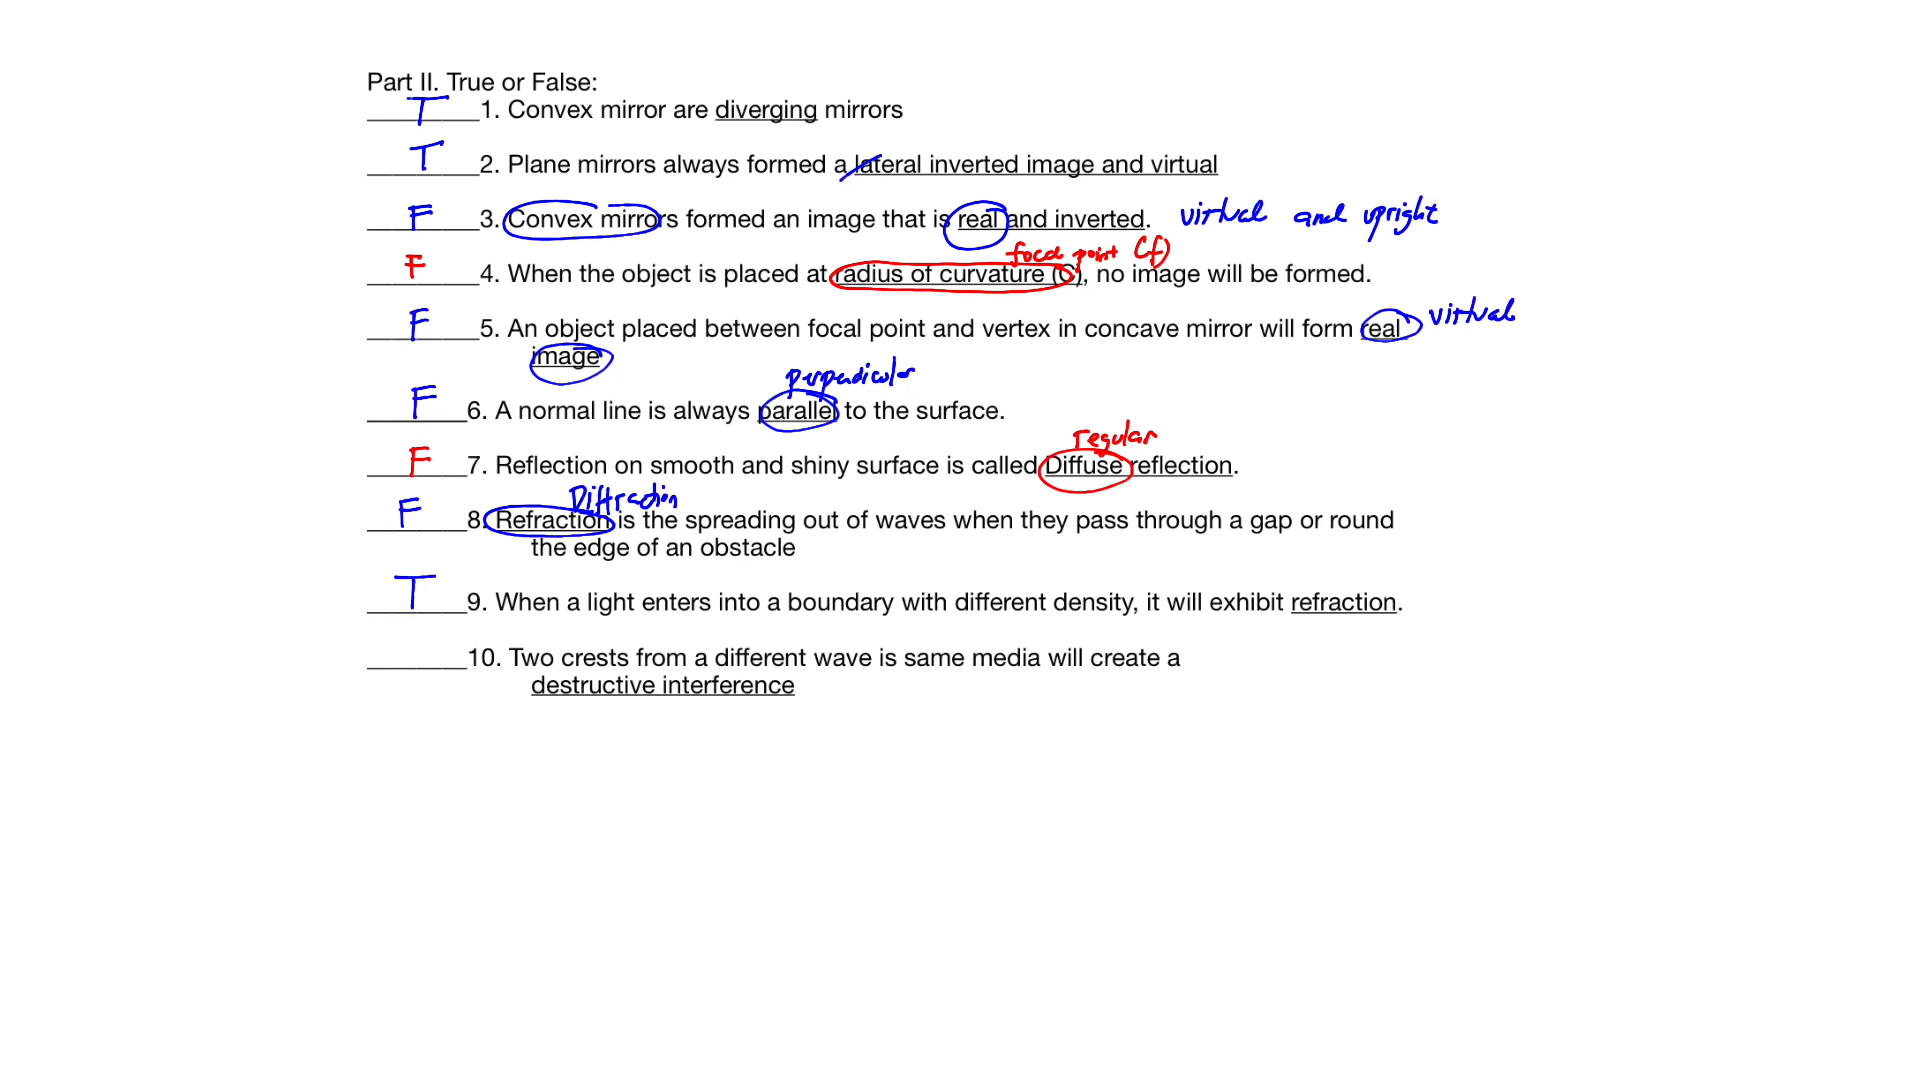 Part II. True or False:
T 1. Convex mirror are diverging mirrors
T 2. Plane mirrors always formed a lateral inverted image and virtual
F 3. Convex mirrors formed an image that is real and inverted. virtual and upright
focal point (f)
F 4. When the object is placed at radius of curvature (C), no image will be formed.
F 5. An object placed between focal point and vertex in concave mirror will form real virtual
image
perpendicular
F 6. A normal line is always parallel to the surface.
regular
F 7. Reflection on smooth and shiny surface is called Diffuse reflection.
Diffraction
F 8. Refraction is the spreading out of waves when they pass through a gap or round
the edge of an obstacle
T 9. When a light enters into a boundary with different density, it will exhibit refraction.
10. Two crests from a different wave is same media will create a
destructive interference